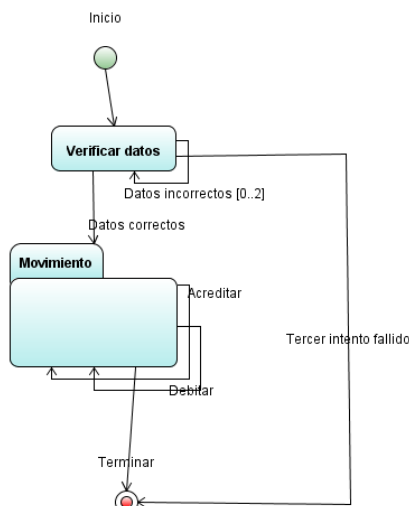 Inicio
Verificar datos
Datos incorrectos [0..2]
Datos correctos
Movimiento
Acreditar
Tercer intento fallido
Debitar
Terminar